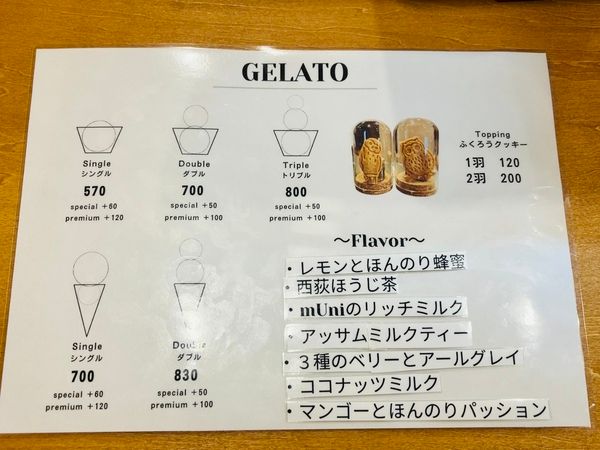 GELATO
Single
シングル
570
special +60
premium +120
Double
ダブル
700
special +50
premium +100
Triple
トリプル
800
special +50
premium +100
Topping
ふくろうクッキー
1羽 120
2羽 200
Single
シングル
700
special +60
premium +120
Double
ダブル
830
special +50
premium +100
～Flavor～
・レモンとほんのり蜂蜜
・西荻ほうじ茶
・mUniのリッチミルク
・アッサムミルクティー
・３種のベリーとアールグレイ
・ココナッツミルク
・マンゴーとほんのりパッション